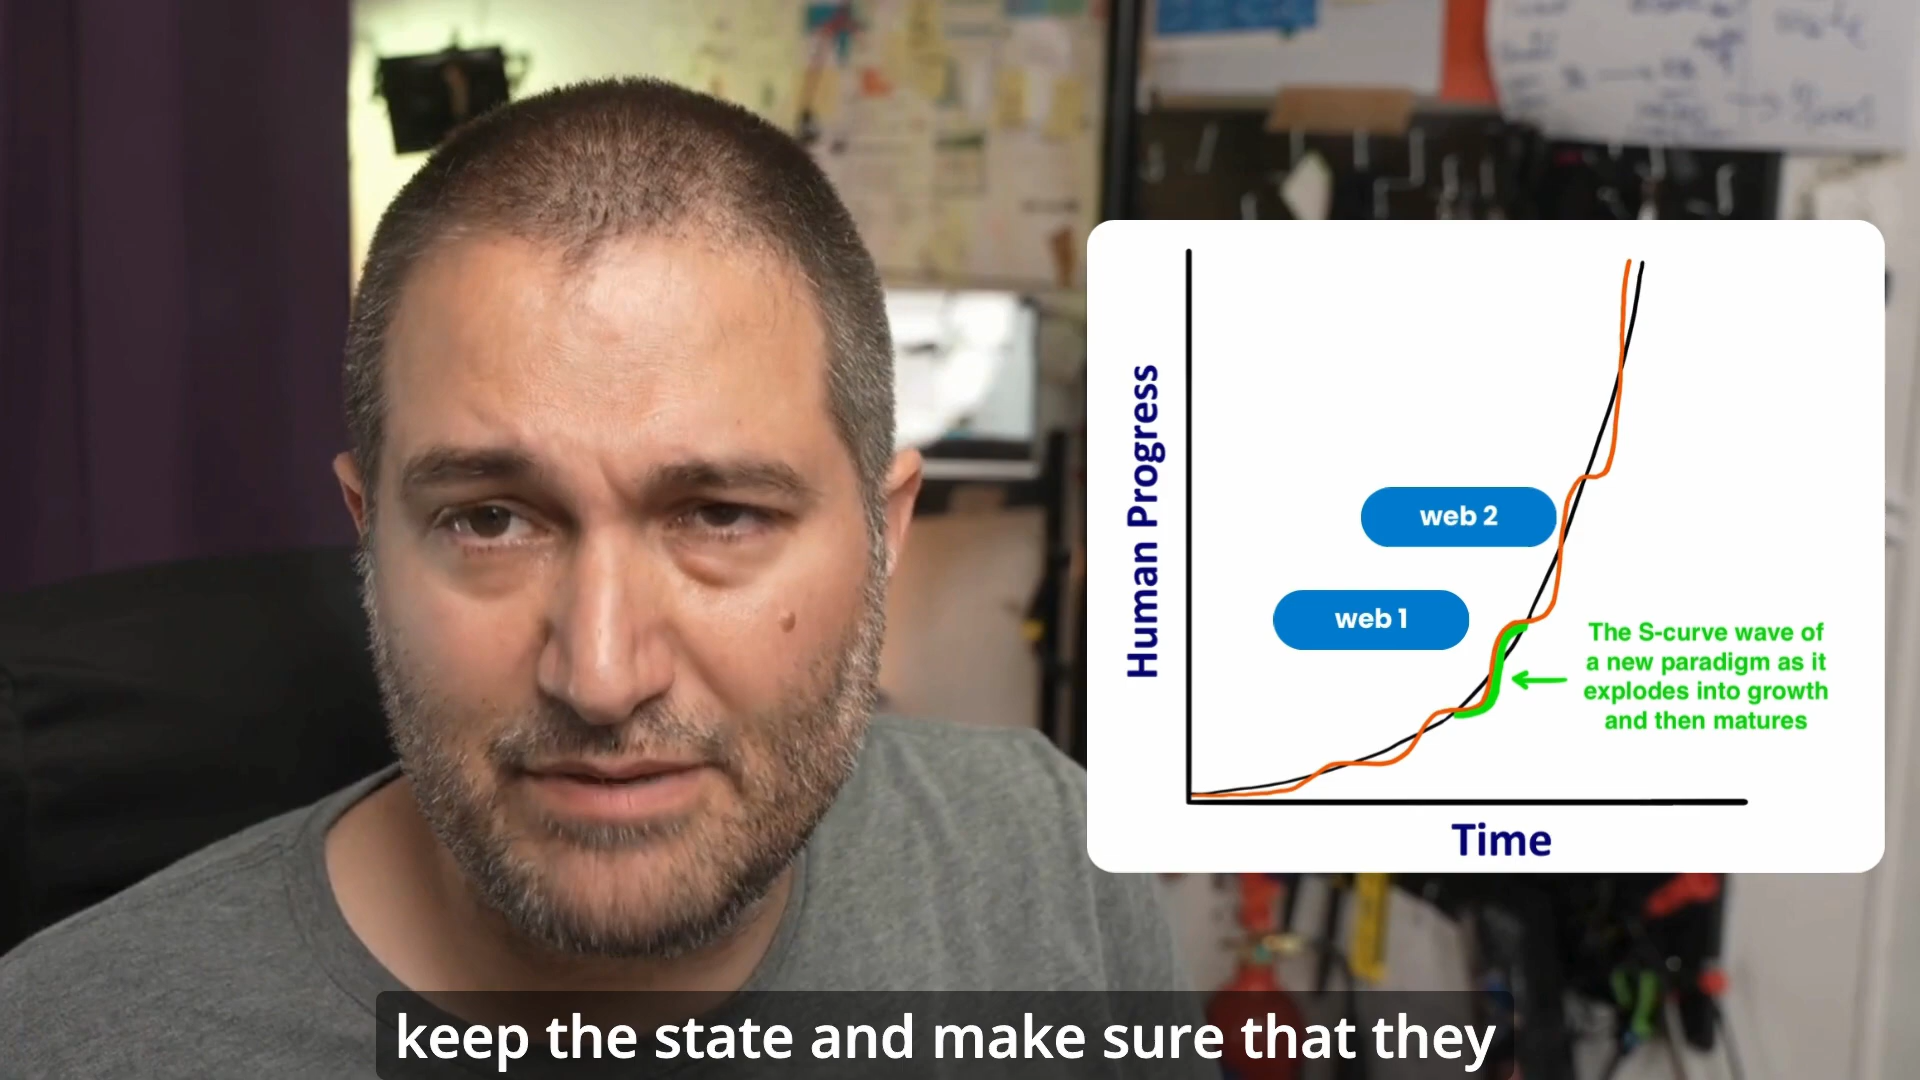 Human Progress
web 2
web 1
The S-curve wave of
a new paradigm as it
explodes into growth
and then matures
Time
keep the state and make sure that they